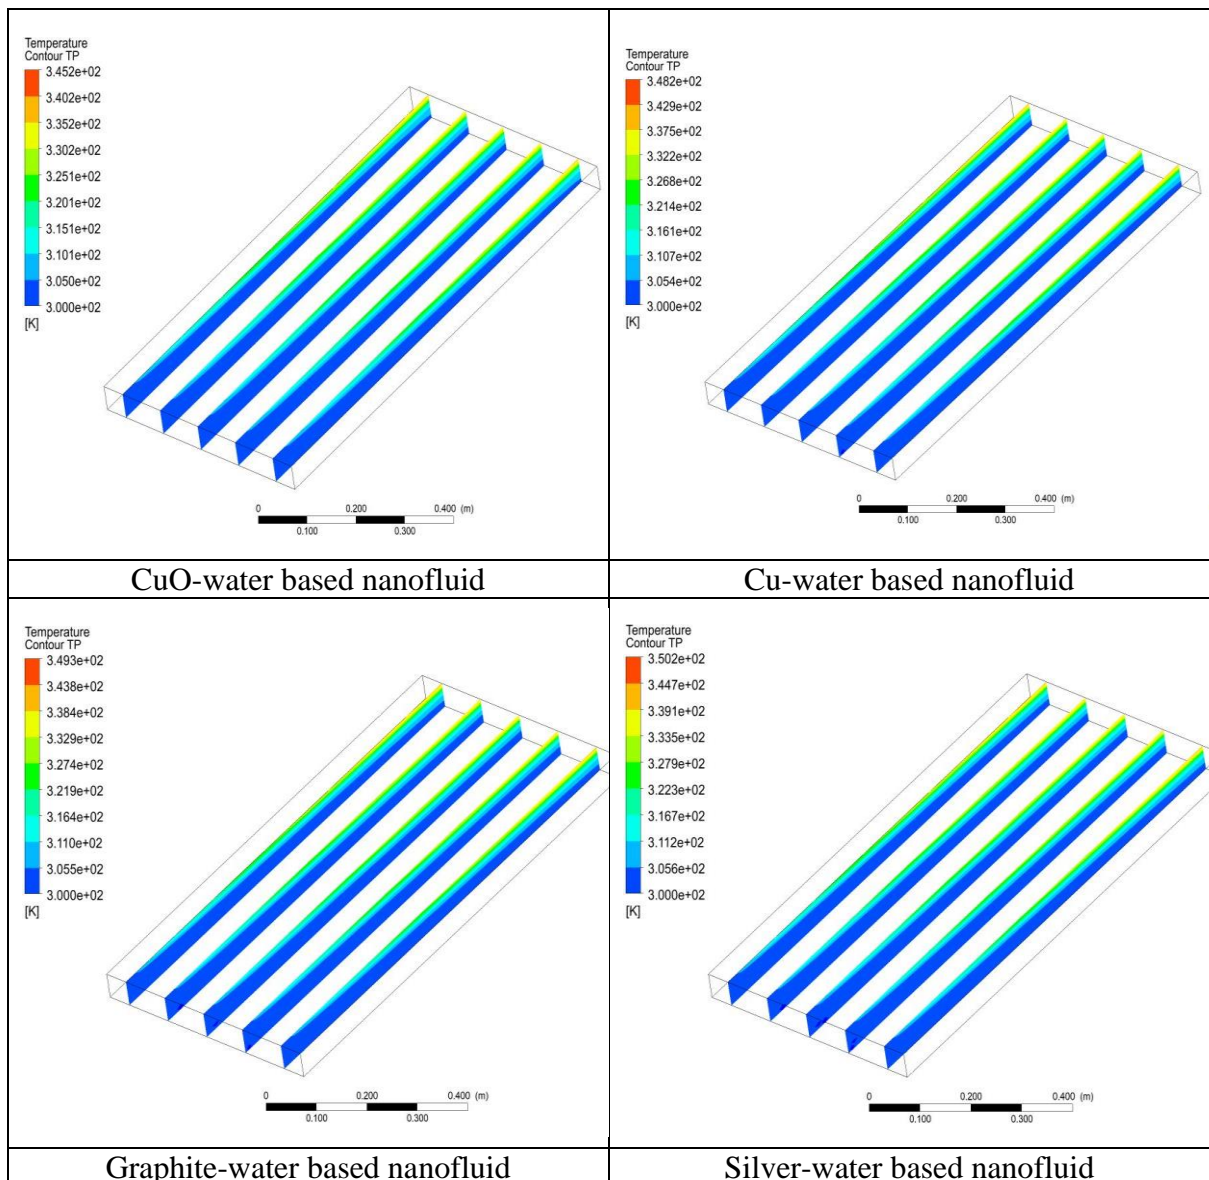 Temperature
Contour TP
3.452e+02
3.402e+02
3.352e+02
3.302e+02
3.251e+02
3.201e+02
3.151e+02
3.101e+02
3.050e+02
3.000e+02
[K]
0 0.200 0.400 (m)
0.100 0.300
CuO-water based nanofluid
Temperature
Contour TP
3.482e+02
3.429e+02
3.375e+02
3.322e+02
3.268e+02
3.214e+02
3.161e+02
3.107e+02
3.054e+02
3.000e+02
[K]
0 0.200 0.400 (m)
0.100 0.300
Cu-water based nanofluid
Temperature
Contour TP
3.493e+02
3.438e+02
3.384e+02
3.329e+02
3.274e+02
3.219e+02
3.164e+02
3.110e+02
3.055e+02
3.000e+02
[K]
0 0.200 0.400 (m)
0.100 0.300
Graphite-water based nanofluid
Temperature
Contour TP
3.502e+02
3.447e+02
3.391e+02
3.335e+02
3.279e+02
3.223e+02
3.167e+02
3.112e+02
3.056e+02
3.000e+02
[K]
0 0.200 0.400 (m)
0.100 0.300
Silver-water based nanofluid